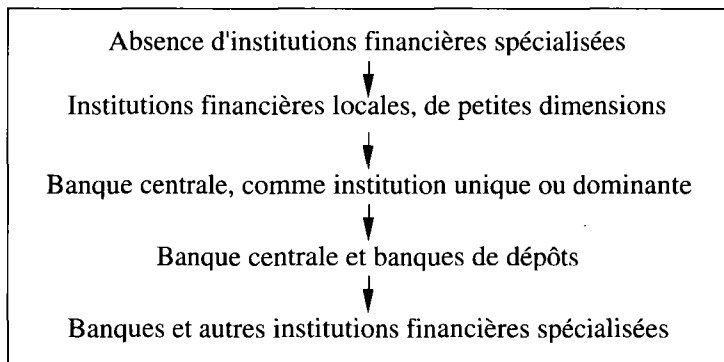 Absence d'institutions financières spécialisées
Institutions financières locales, de petites dimensions
Banque centrale, comme institution unique ou dominante
Banque centrale et banques de dépôts
Banques et autres institutions financières spécialisées